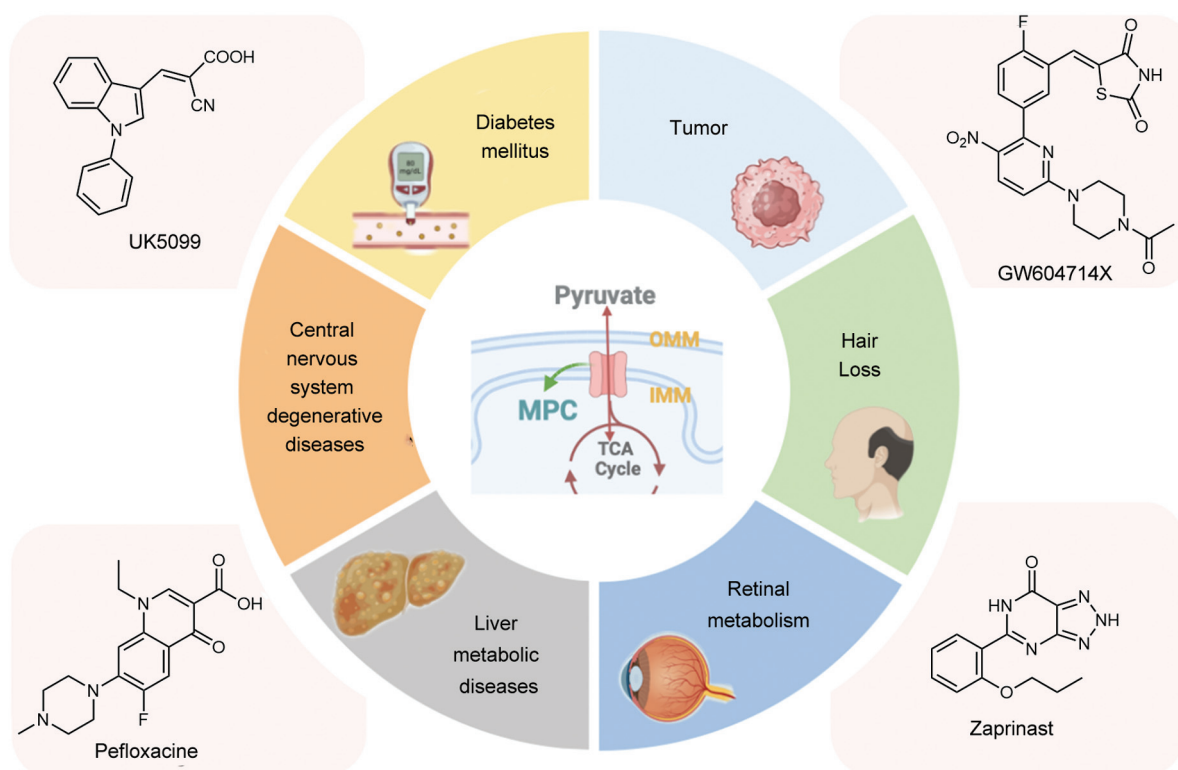 COOH
CN
N
UK5099
Diabetes
mellitus
80
mg/dL
Tumor
F
O
NH
S
O
O2N
N
N
N
O
GW604714X
Central
nervous
system
degenerative
diseases
Pyruvate
OMM
IMM
MPC
TCA
Cycle
Hair
Loss
N
O
OH
O
N
N
F
Pefloxacine
Liver
metabolic
diseases
Retinal
metabolism
O
HN
N
NH
N
N
O
Zaprinast